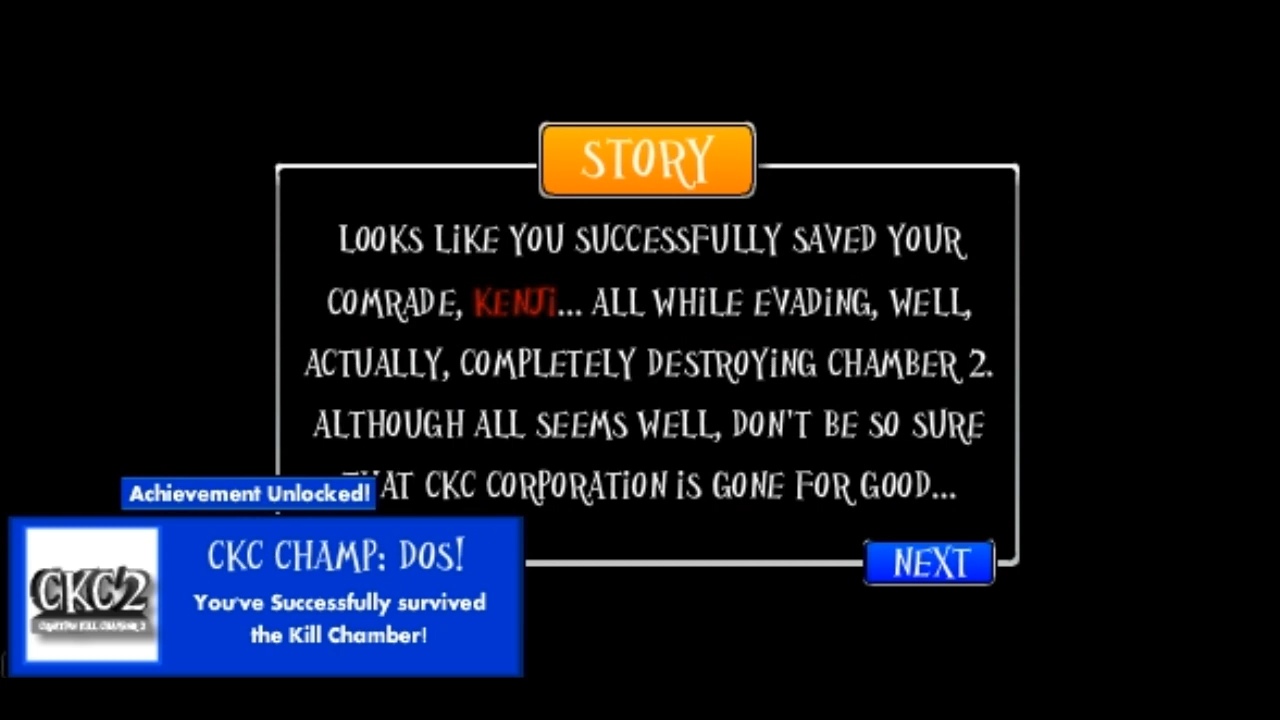 STORY
LOOKS LIKE YOU SUCCESSFULLY SAVED YOUR
COMRADE, KENJI... ALL WHILE EVADING, WELL,
ACTUALLY, COMPLETELY DESTROYING CHAMBER 2.
ALTHOUGH ALL SEEMS WELL, DON'T BE SO SURE
THAT CKC CORPORATION IS GONE FOR GOOD...
NEXT
Achievement Unlocked!
CKC CHAMP: DOS!
You've Successfully survived
the Kill Chamber!
CKC2